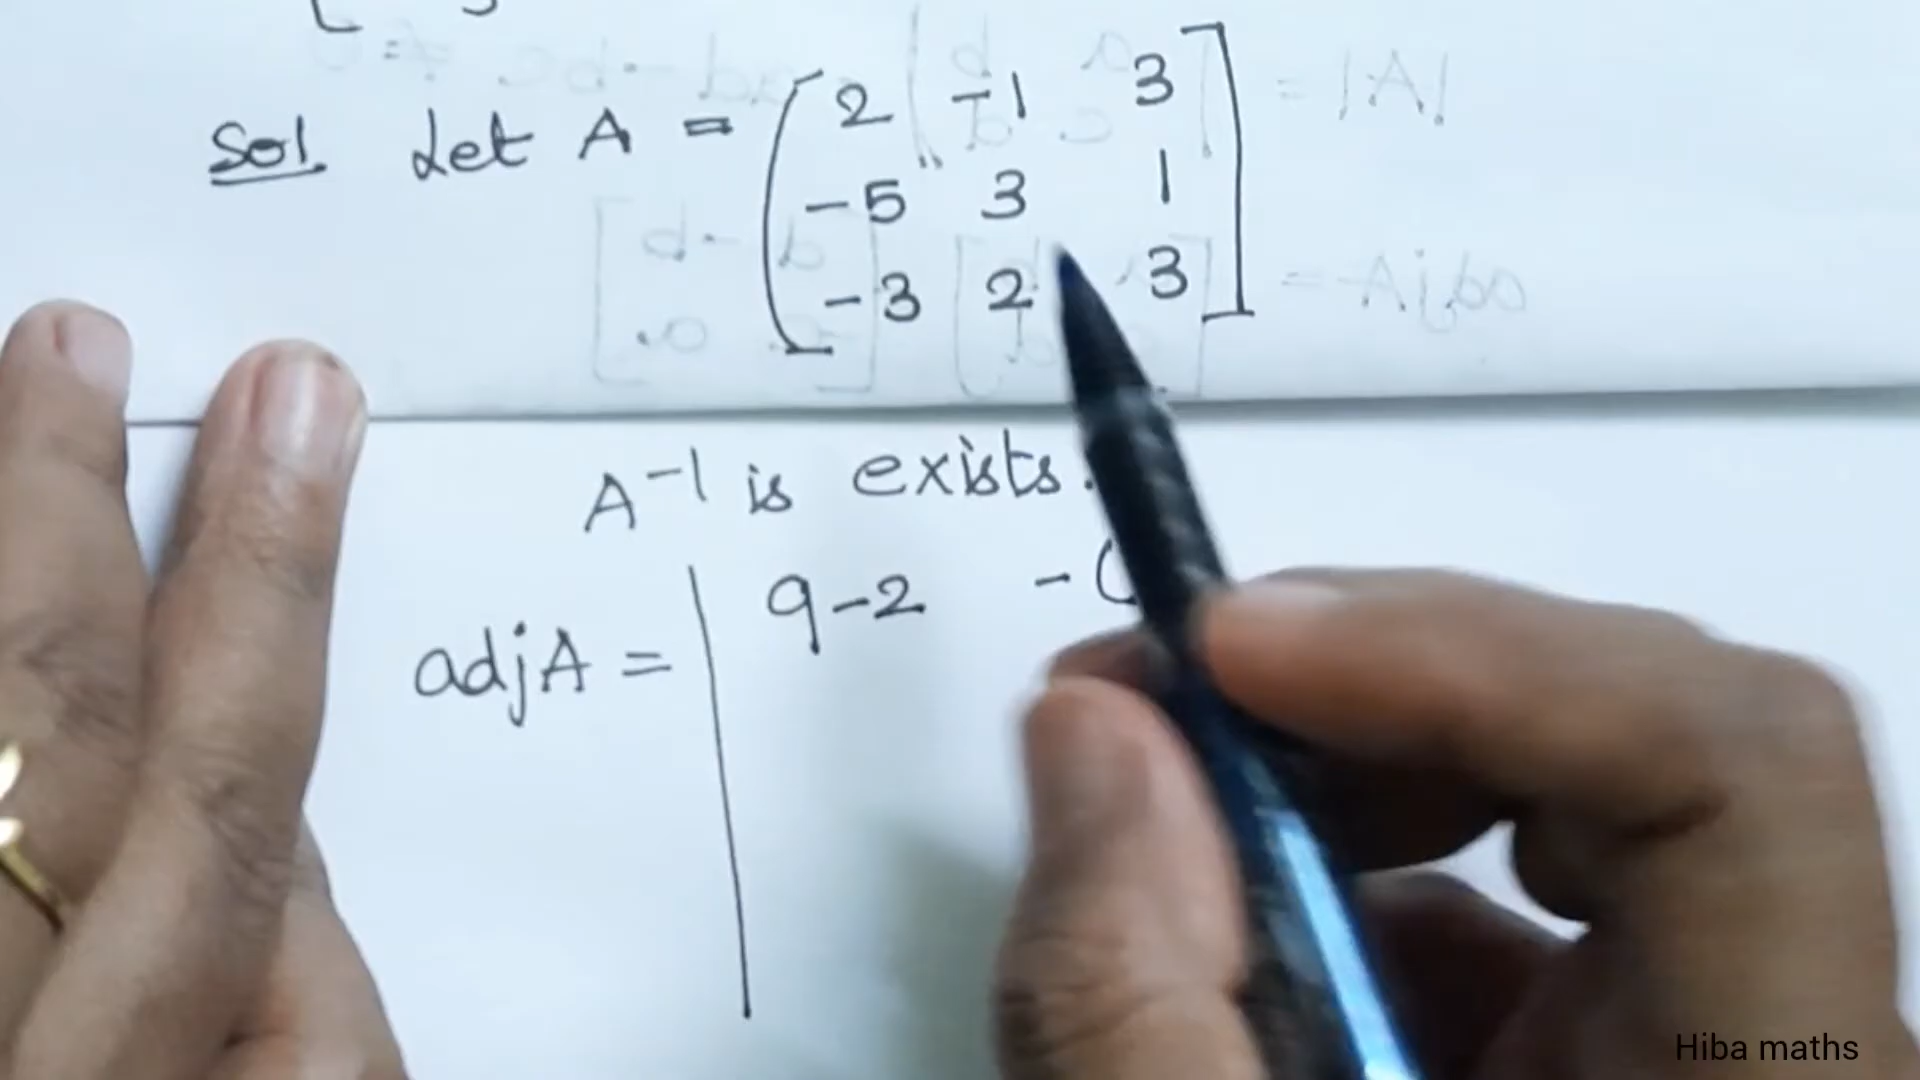 Sol. Let A = [ 2 -1 3
-5 3 1
-3 2 3 ]
A⁻¹ is exists.
adjA = | 9-2 -(
Hiba maths